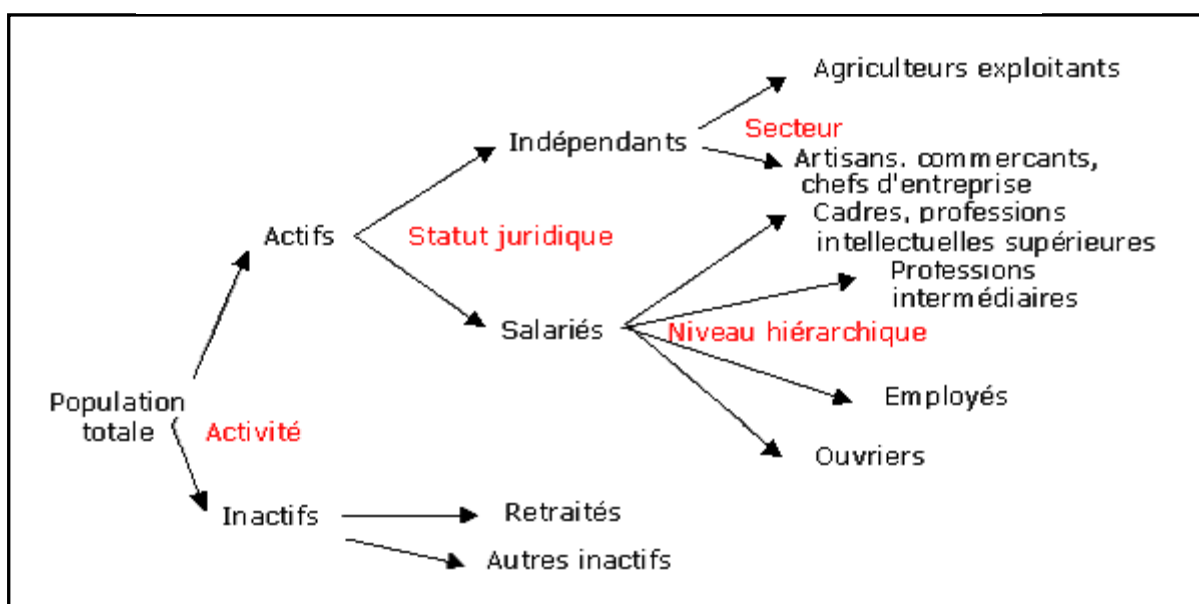 Agriculteurs exploitants
Indépendants
Secteur
Artisans. commercants,
chefs d'entreprise
Cadres, professions
intellectuelles supérieures
Actifs
Statut juridique
Professions
intermédiaires
Salariés
Niveau hiérarchique
Employés
Population
totale
Activité
Ouvriers
Inactifs
Retraités
Autres inactifs